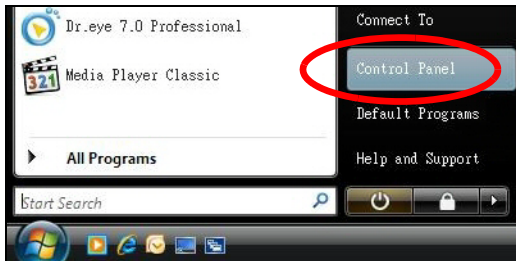 Dr.eye 7.0 Professional
321 Media Player Classic
All Programs
Start Search
Connect To
Control Panel
Default Programs
Help and Support